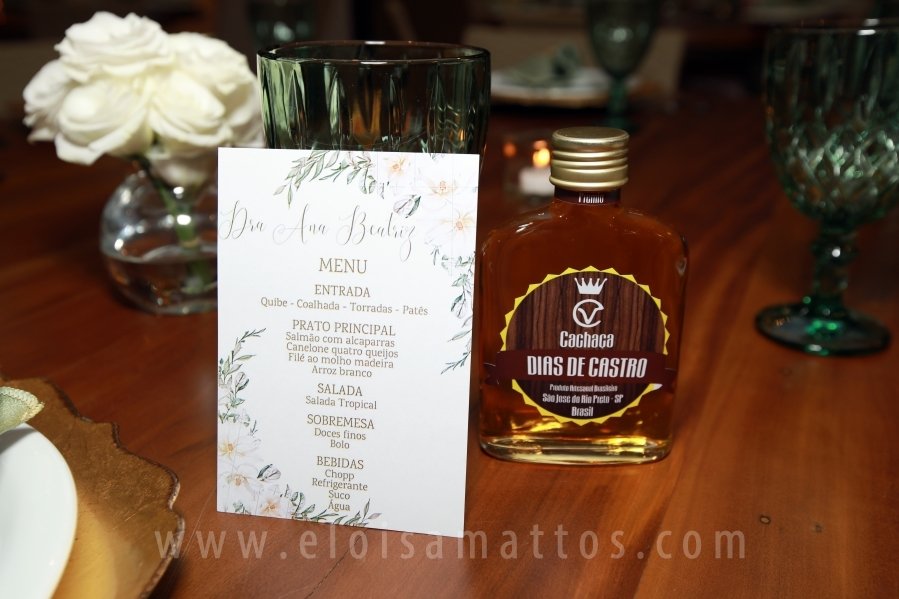 Dra Ana Beatriz
MENU
ENTRADA
Quibe - Coalhada - Torradas - Patês
PRATO PRINCIPAL
Salmão com alcaparras
Canelone quatro queijos
Filé ao molho madeira
Arroz branco
SALADA
Salada Tropical
SOBREMESA
Doces finos
Bolo
BEBIDAS
Chopp
Refrigerante
Suco
Água
Cachaça
DIAS DE CASTRO
Produto Artesanal Brasileiro
São Jose do Rio Preto - SP
Brasil
www.eloisamattos.com